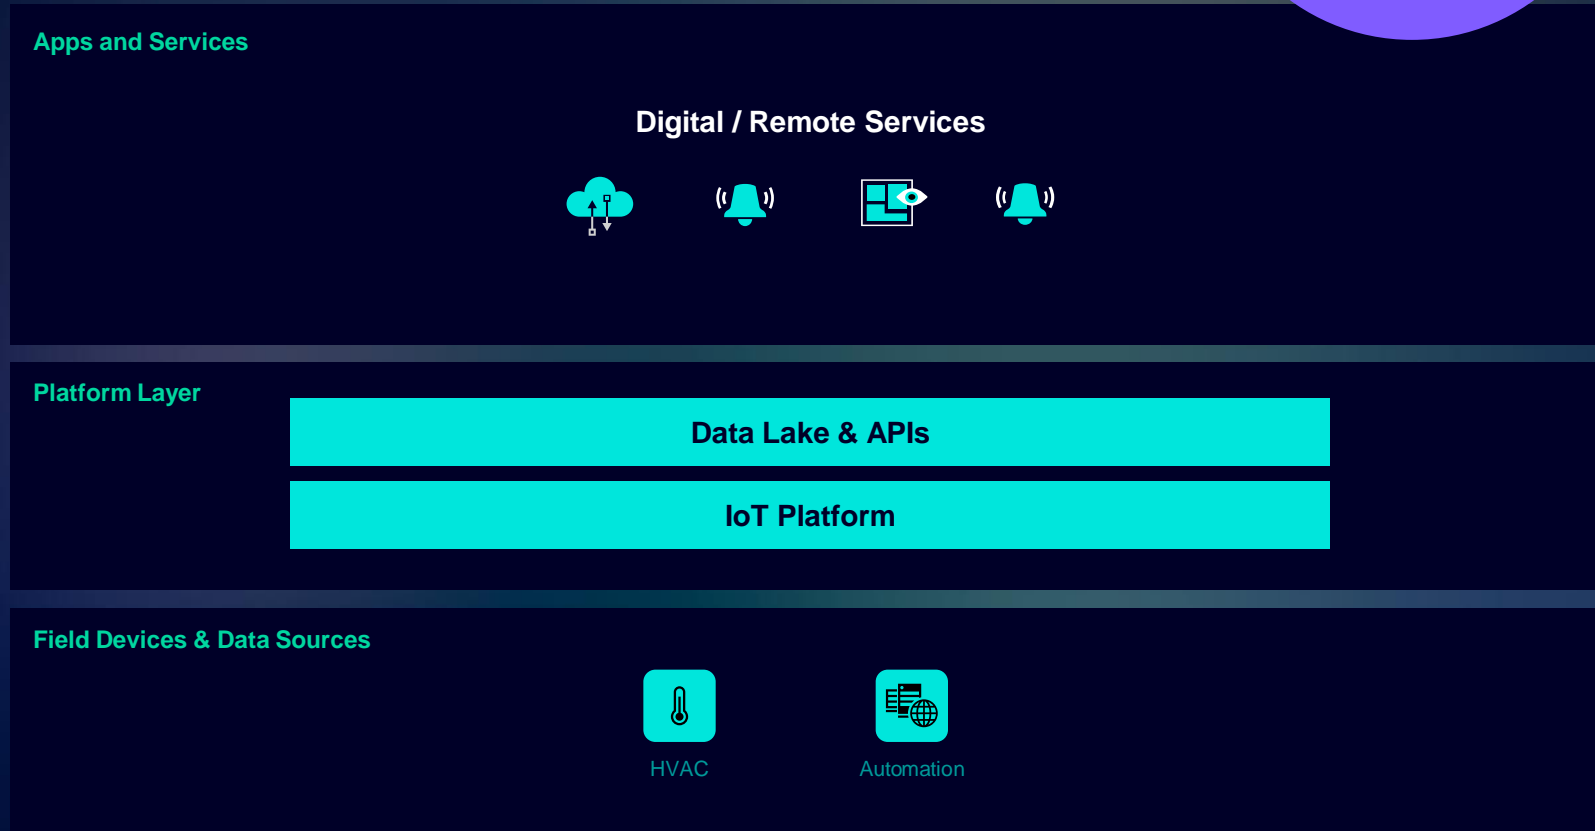 Apps and Services
Digital / Remote Services
Platform Layer
Data Lake & APIs
IoT Platform
Field Devices & Data Sources
HVAC
Automation